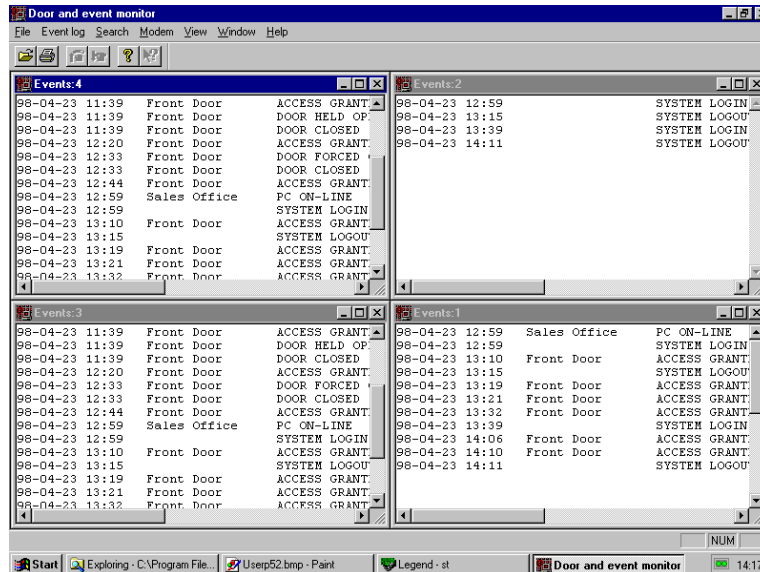 Door and event monitor
File Event log Search Modem View Window Help
Events:4
98-04-23 11:39 Front Door ACCESS GRANT
98-04-23 11:39 Front Door DOOR HELD OP
98-04-23 11:39 Front Door DOOR CLOSED
98-04-23 12:20 Front Door ACCESS GRANT
98-04-23 12:33 Front Door DOOR FORCED
98-04-23 12:33 Front Door DOOR CLOSED
98-04-23 12:44 Front Door ACCESS GRANT
98-04-23 12:59 Sales Office PC ON-LINE
98-04-23 12:59 SYSTEM LOGIN
98-04-23 13:10 Front Door ACCESS GRANT
98-04-23 13:15 SYSTEM LOGOU
98-04-23 13:19 Front Door ACCESS GRANT
98-04-23 13:21 Front Door ACCESS GRANT
98-04-23 13:32 Front Door ACCESS GRANT
Events:2
98-04-23 12:59 SYSTEM LOGIN
98-04-23 13:15 SYSTEM LOGOU
98-04-23 13:39 SYSTEM LOGIN
98-04-23 14:11 SYSTEM LOGOU
Events:3
98-04-23 11:39 Front Door ACCESS GRANT
98-04-23 11:39 Front Door DOOR HELD OP
98-04-23 11:39 Front Door DOOR CLOSED
98-04-23 12:20 Front Door ACCESS GRANT
98-04-23 12:33 Front Door DOOR FORCED
98-04-23 12:33 Front Door DOOR CLOSED
98-04-23 12:44 Front Door ACCESS GRANT
98-04-23 12:59 Sales Office PC ON-LINE
98-04-23 12:59 SYSTEM LOGIN
98-04-23 13:10 Front Door ACCESS GRANT
98-04-23 13:15 SYSTEM LOGOU
98-04-23 13:19 Front Door ACCESS GRANT
98-04-23 13:21 Front Door ACCESS GRANT
98-04-23 13:32 Front Door ACCESS GRANT
Events:1
98-04-23 12:59 Sales Office PC ON-LINE
98-04-23 12:59 SYSTEM LOGIN
98-04-23 13:10 Front Door ACCESS GRANT
98-04-23 13:15 SYSTEM LOGOU
98-04-23 13:19 Front Door ACCESS GRANT
98-04-23 13:21 Front Door ACCESS GRANT
98-04-23 13:32 Front Door ACCESS GRANT
98-04-23 13:39 SYSTEM LOGIN
98-04-23 14:06 Front Door ACCESS GRANT
98-04-23 14:10 Front Door ACCESS GRANT
98-04-23 14:11 SYSTEM LOGOU
NUM
Start Exploring - C:\Program File... Userp52.bmp - Paint Legend - st Door and event monitor 14:17